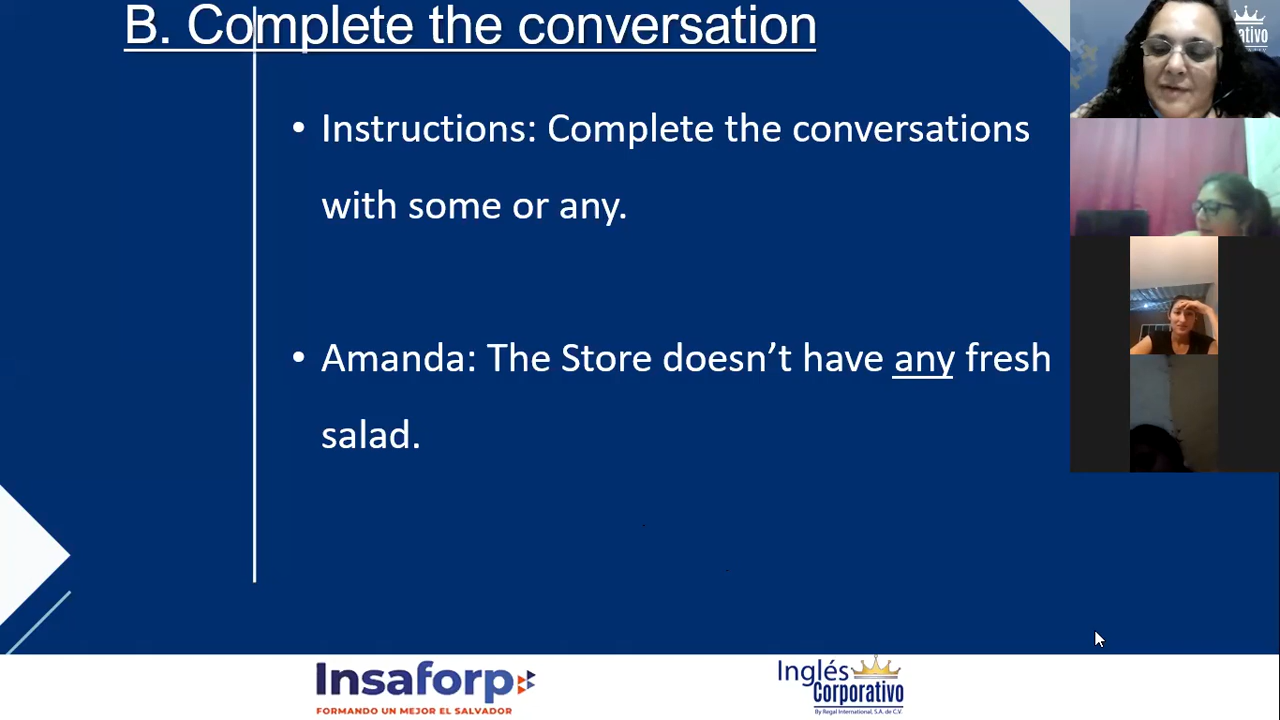 B. Complete the conversation
• Instructions: Complete the conversations
with some or any.
• Amanda: The Store doesn’t have any fresh
salad.
ativo
Insaforp
FORMANDO UN MEJOR EL SALVADOR
Inglés
Corporativo
By Regal International, S.A. de C.V.